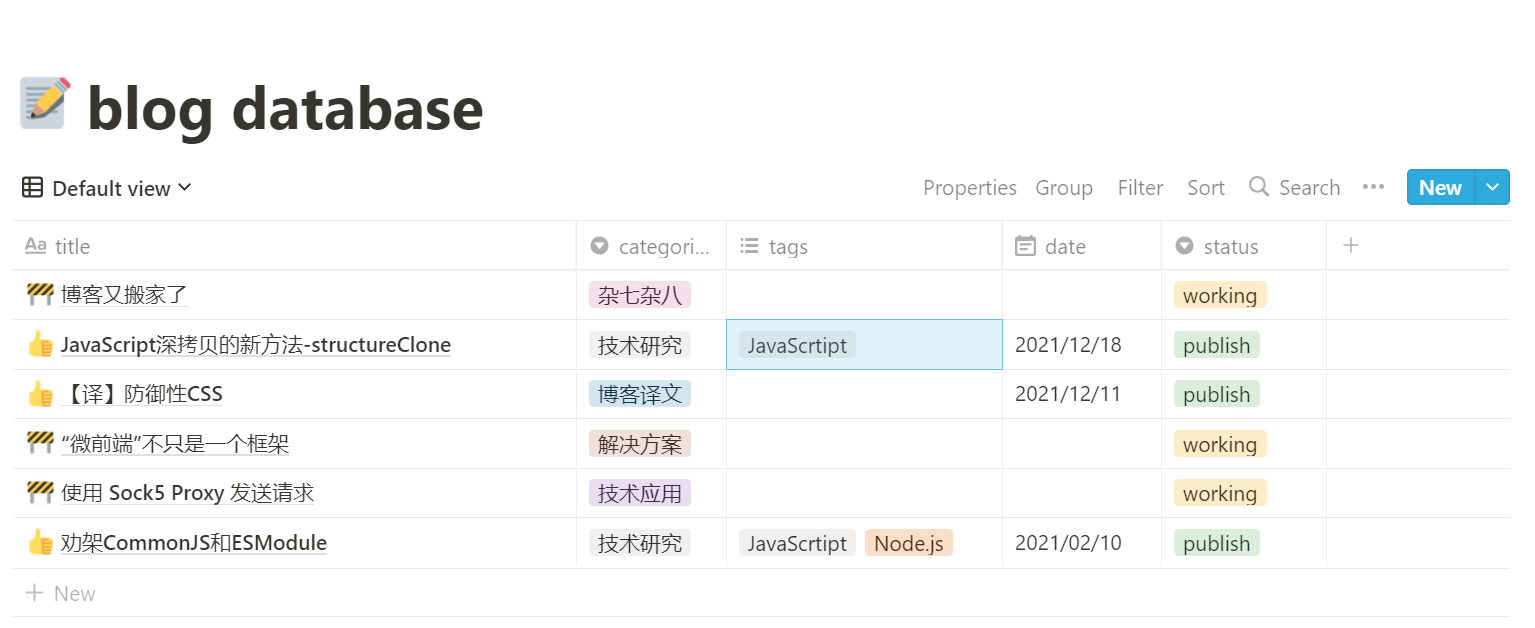 blog database
Default view Properties Group Filter Sort Search ••• New
Aa title categori... tags date status +
博客又搬家了 杂七杂八 working
JavaScript深拷贝的新方法-structureClone 技术研究 JavaScrtipt 2021/12/18 publish
【译】防御性CSS 博客译文 2021/12/11 publish
“微前端”不只是一个框架 解决方案 working
使用 Sock5 Proxy 发送请求 技术应用 working
劝架CommonJS和ESModule 技术研究 JavaScrtipt Node.js 2021/02/10 publish
+ New